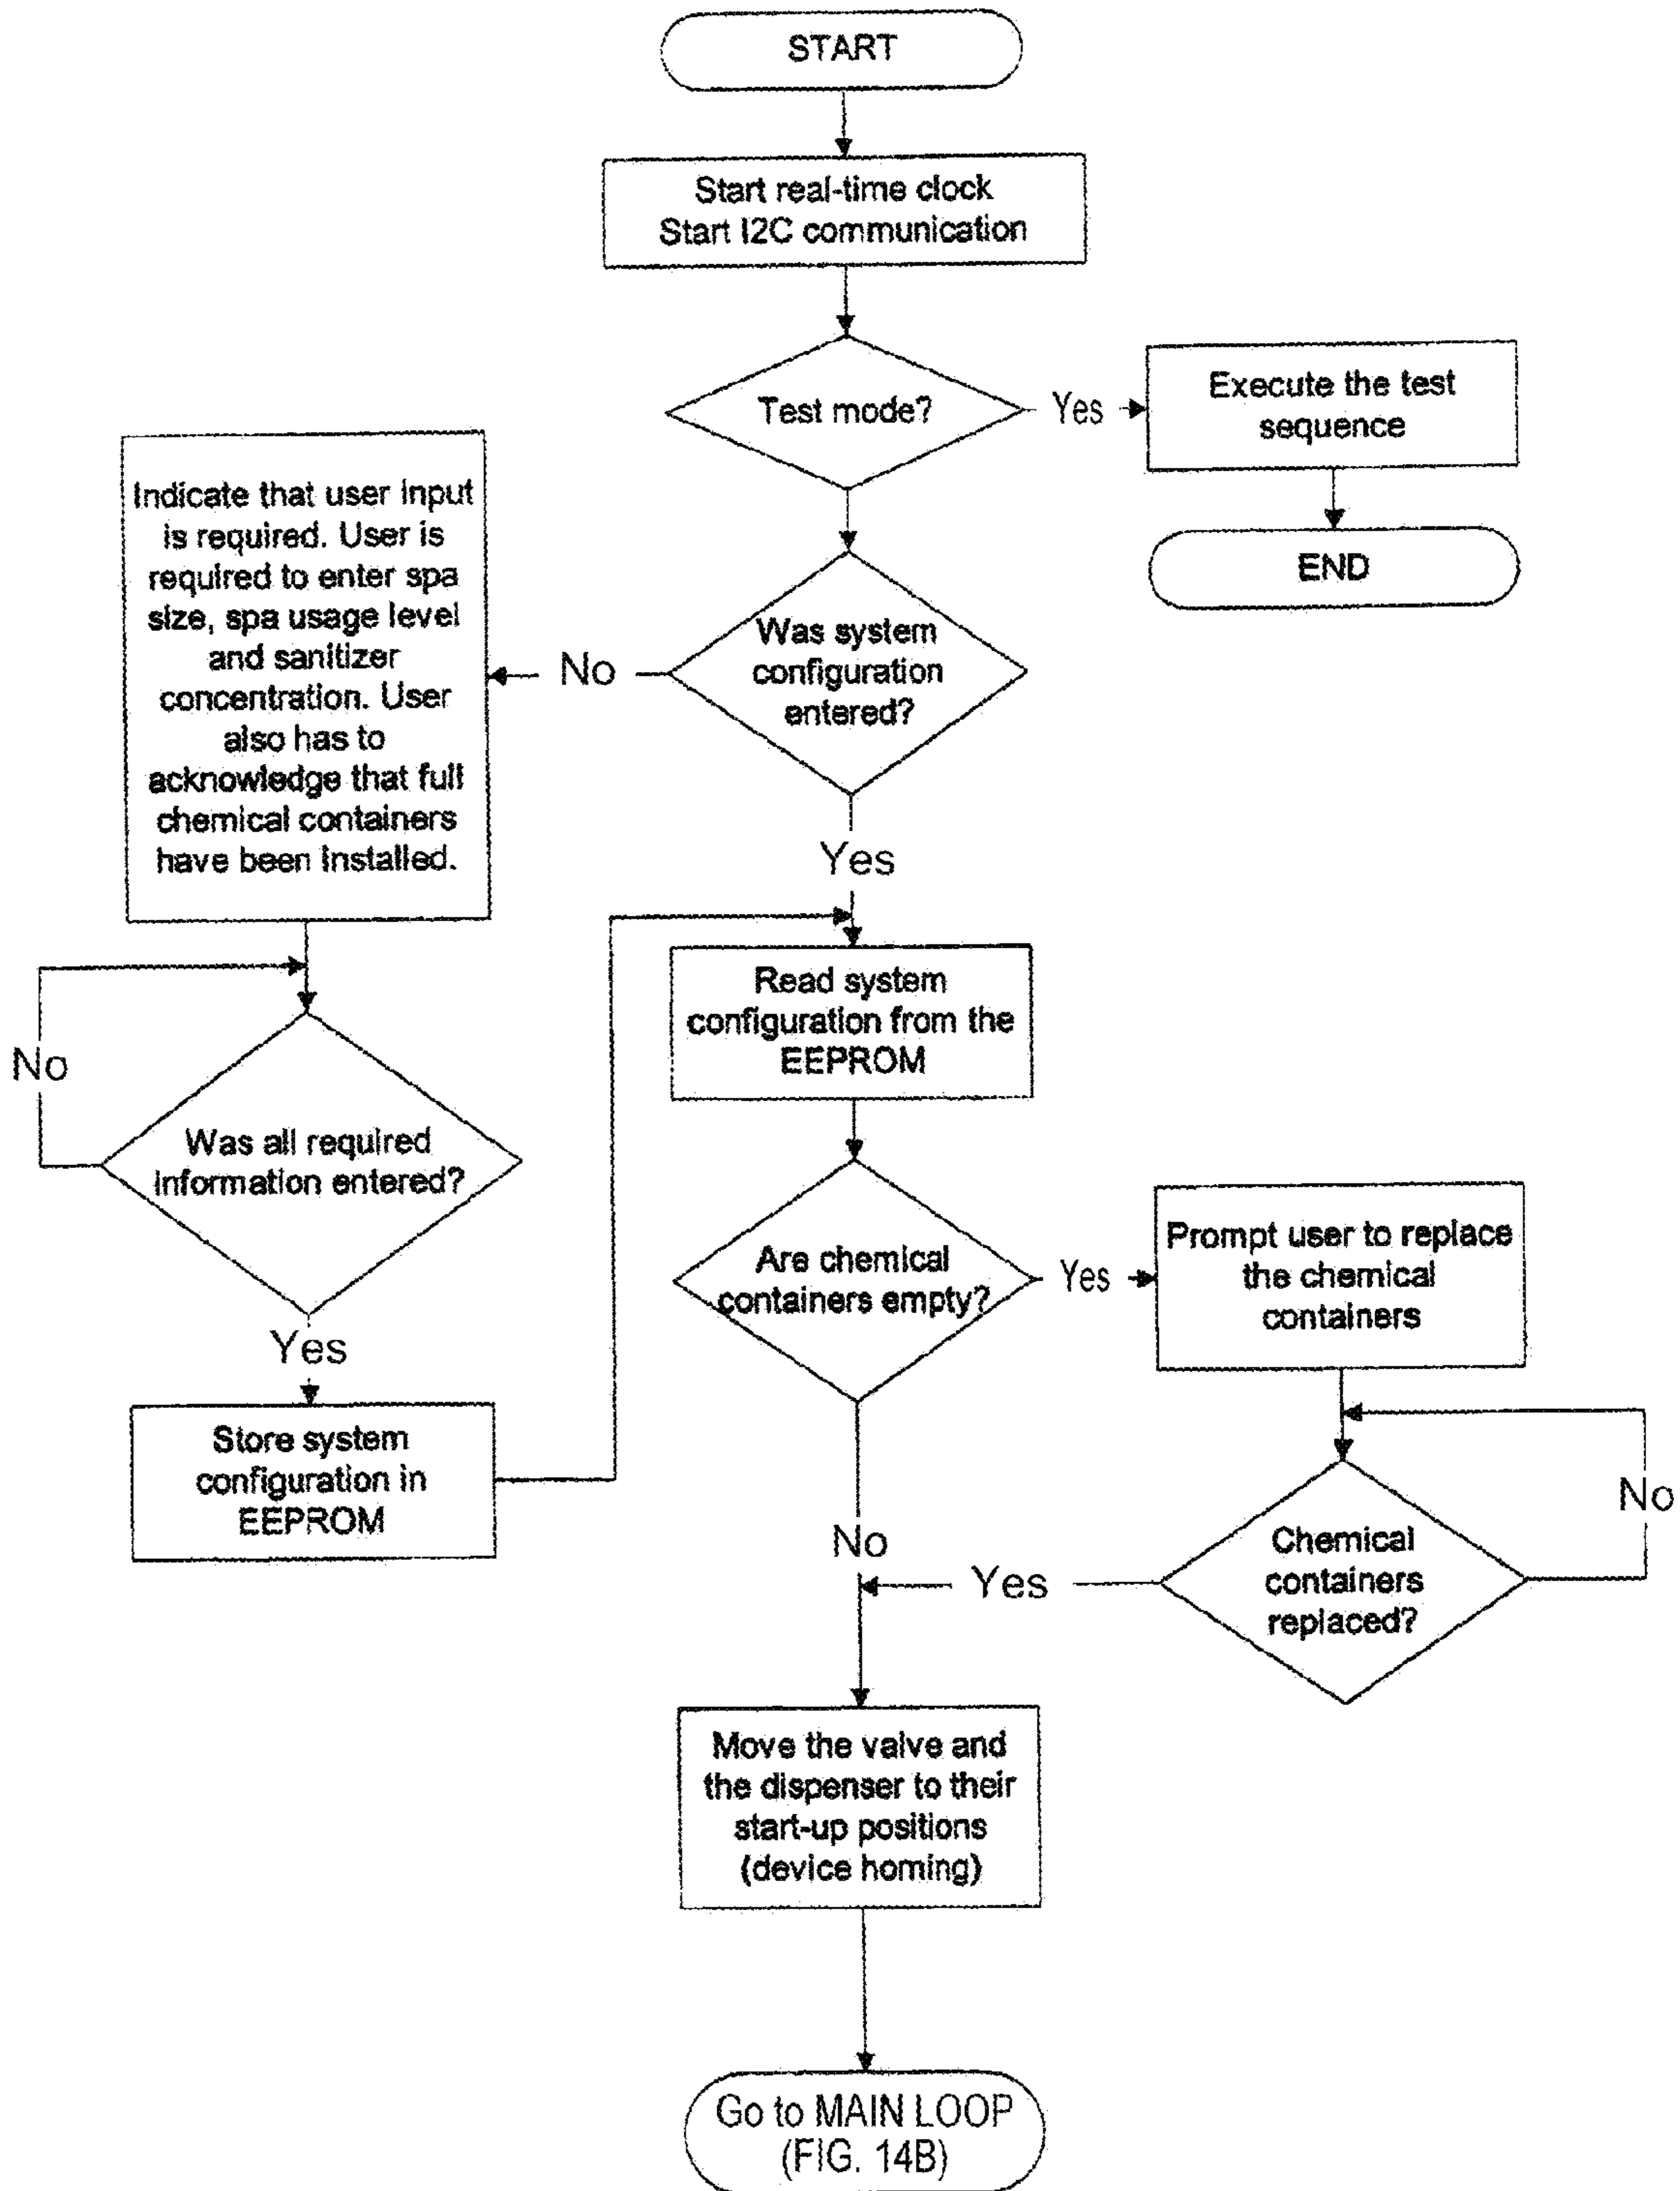 START
Start real-time clock
Start I2C communication
Test mode?
Yes
Execute the test
sequence
END
Was system
configuration
entered?
No
Indicate that user input
is required. User is
required to enter spa
size, spa usage level
and sanitizer
concentration. User
also has to
acknowledge that full
chemical containers
have been installed.
Yes
Was all required
information entered?
No
Yes
Store system
configuration in
EEPROM
Read system
configuration from the
EEPROM
Are chemical
containers empty?
Yes
Prompt user to replace
the chemical
containers
Chemical
containers
replaced?
No
Yes
No
Move the valve and
the dispenser to their
start-up positions
(device homing)
Go to MAIN LOOP
(FIG. 14B)